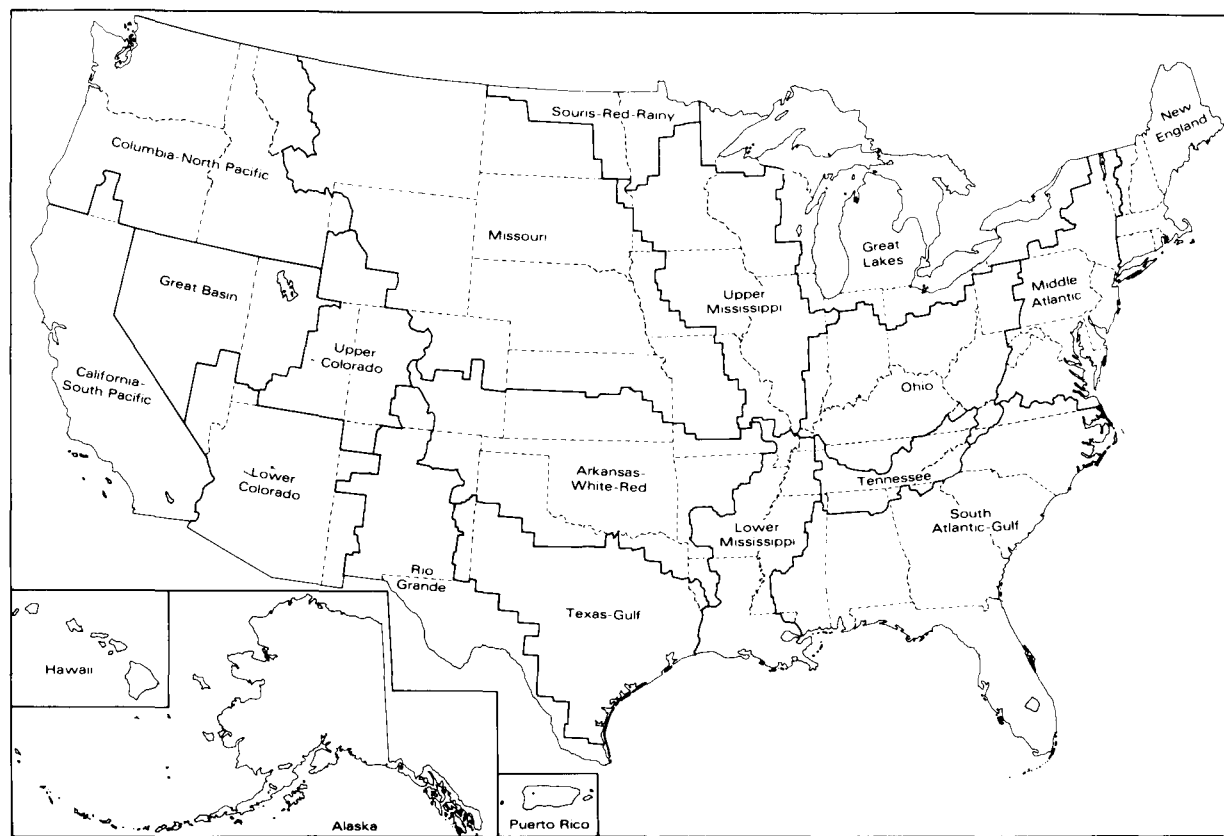 Souris-Red-Rainy
New
England
Columbia-North Pacific
Missouri
Great
Lakes
Great Basin
Upper
Mississippi
Middle
Atlantic
Upper
Colorado
California-
South Pacific
Ohio
Lower
Colorado
Arkansas-
White-Red
Tennessee
South
Atlantic-Gulf
Lower
Mississippi
Rio
Grande
Texas-Gulf
Hawaii
Alaska
Puerto Rico